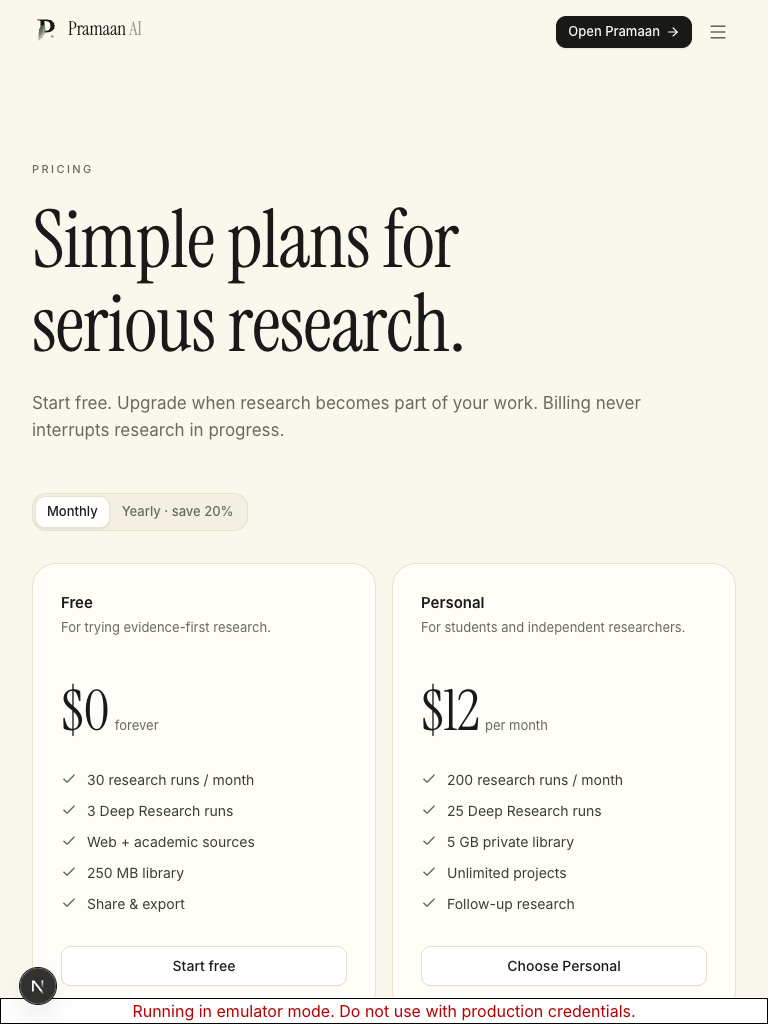 Pramaan AI
Open Pramaan →
PRICING
Simple plans for
serious research.
Start free. Upgrade when research becomes part of your work. Billing never
interrupts research in progress.
Monthly
Yearly · save 20%
Free
For trying evidence-first research.
$0 forever
30 research runs / month
3 Deep Research runs
Web + academic sources
250 MB library
Share & export
Start free
Personal
For students and independent researchers.
$12 per month
200 research runs / month
25 Deep Research runs
5 GB private library
Unlimited projects
Follow-up research
Choose Personal
N
Running in emulator mode. Do not use with production credentials.